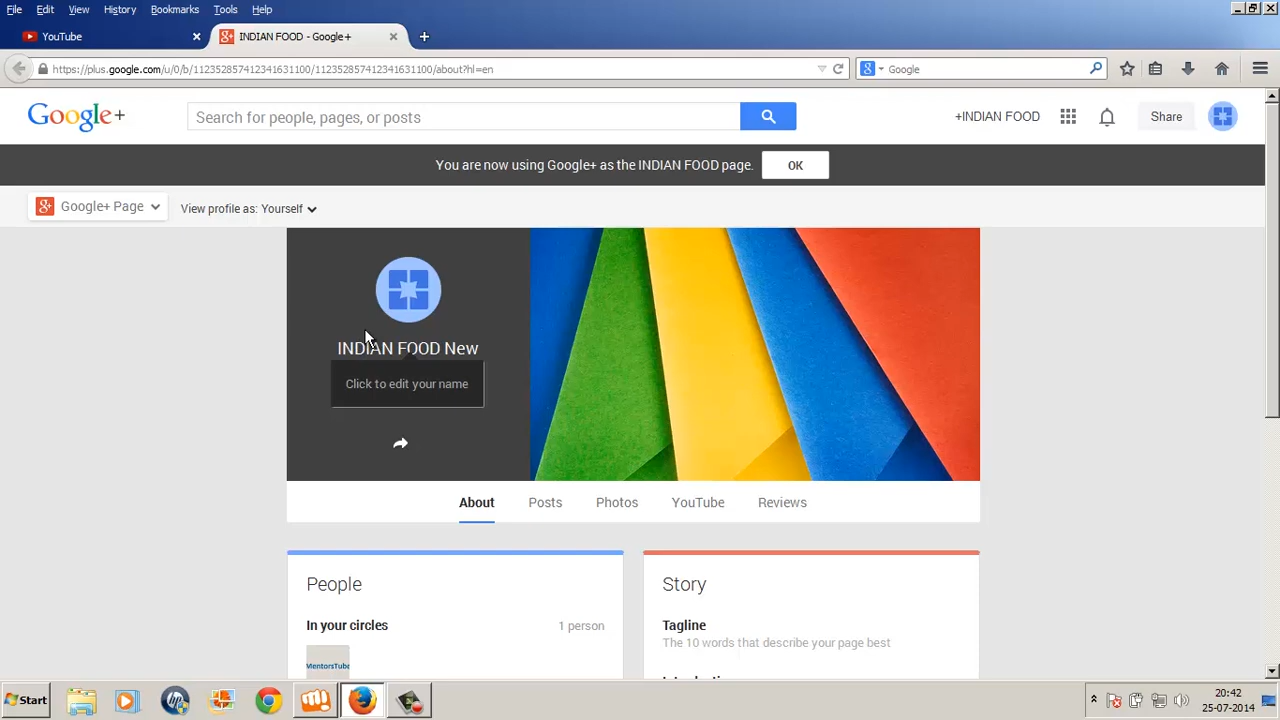 File Edit View History Bookmarks Tools Help
YouTube
INDIAN FOOD - Google+
https://plus.google.com/u/0/b/112352857412341631100/112352857412341631100/about?hl=en
Google
Google+
Search for people, pages, or posts
+INDIAN FOOD
Share
You are now using Google+ as the INDIAN FOOD page.
OK
Google+ Page
View profile as: Yourself
INDIAN FOOD New
Click to edit your name
About Posts Photos YouTube Reviews
People
In your circles
1 person
MentorsTube
Story
Tagline
The 10 words that describe your page best
Start
20:42
25-07-2014